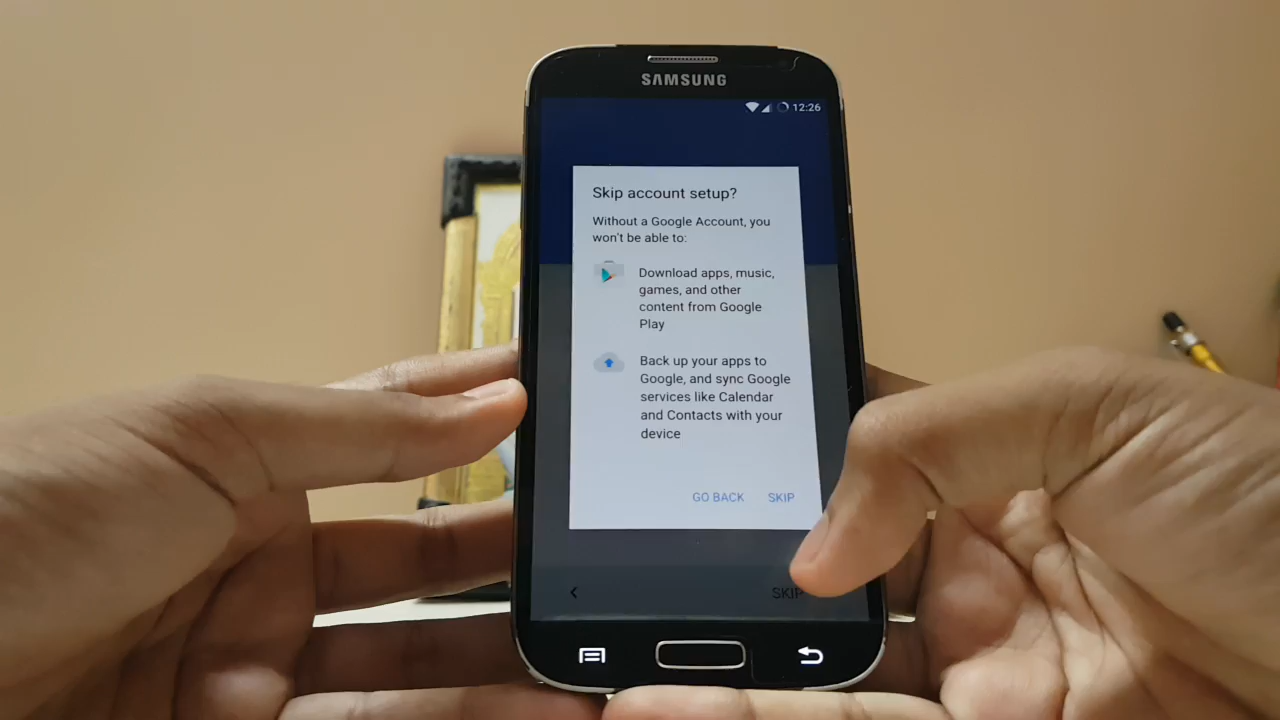 SAMSUNG
12:26
Skip account setup?
Without a Google Account, you
won't be able to:
Download apps, music,
games, and other
content from Google
Play
Back up your apps to
Google, and sync Google
services like Calendar
and Contacts with your
device
GO BACK SKIP
SKIP